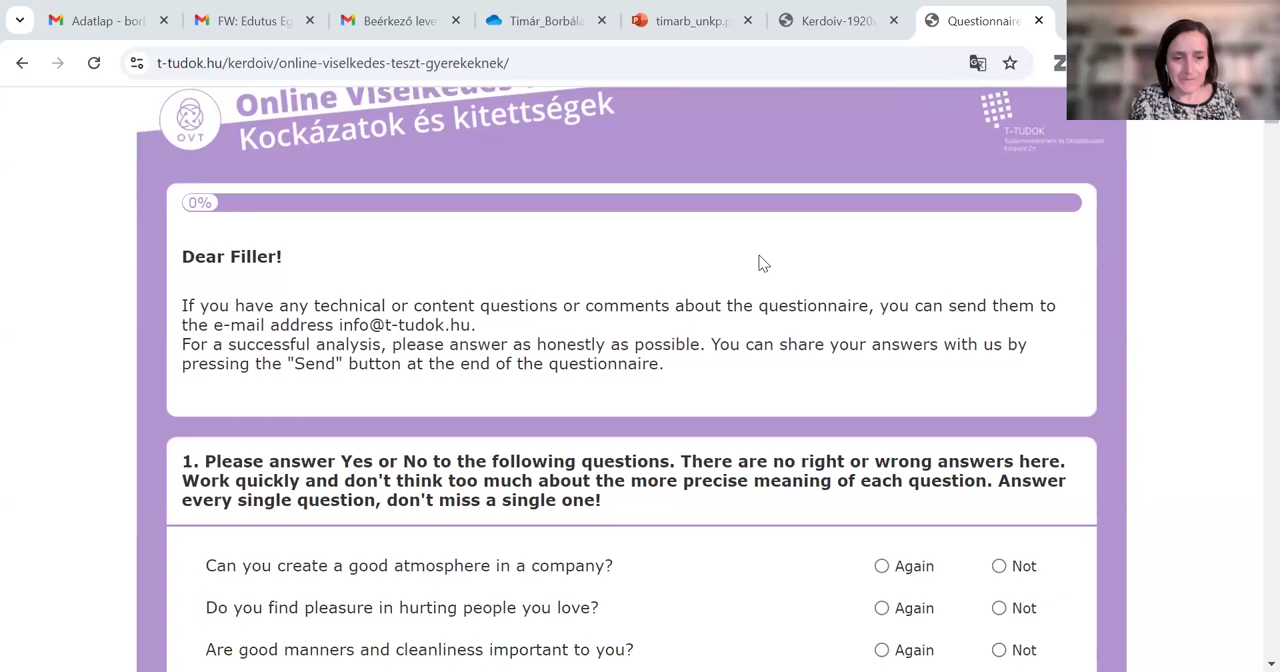 Adatlap - bor
FW: Edutus Eg
Beérkező leve
Timár_Borbála
timarb_unkp.p
Kerdoiv-1920
Questionnaire
t-tudok.hu/kerdoiv/online-viselkedes-teszt-gyerekeknek/
OVT
Online Viselkedés
Kockázatok és kitettségek
T-TUDOK
0%
Dear Filler!
If you have any technical or content questions or comments about the questionnaire, you can send them to
the e-mail address info@t-tudok.hu.
For a successful analysis, please answer as honestly as possible. You can share your answers with us by
pressing the "Send" button at the end of the questionnaire.
1. Please answer Yes or No to the following questions. There are no right or wrong answers here.
Work quickly and don't think too much about the more precise meaning of each question. Answer
every single question, don't miss a single one!
Can you create a good atmosphere in a company? Again Not
Do you find pleasure in hurting people you love? Again Not
Are good manners and cleanliness important to you? Again Not